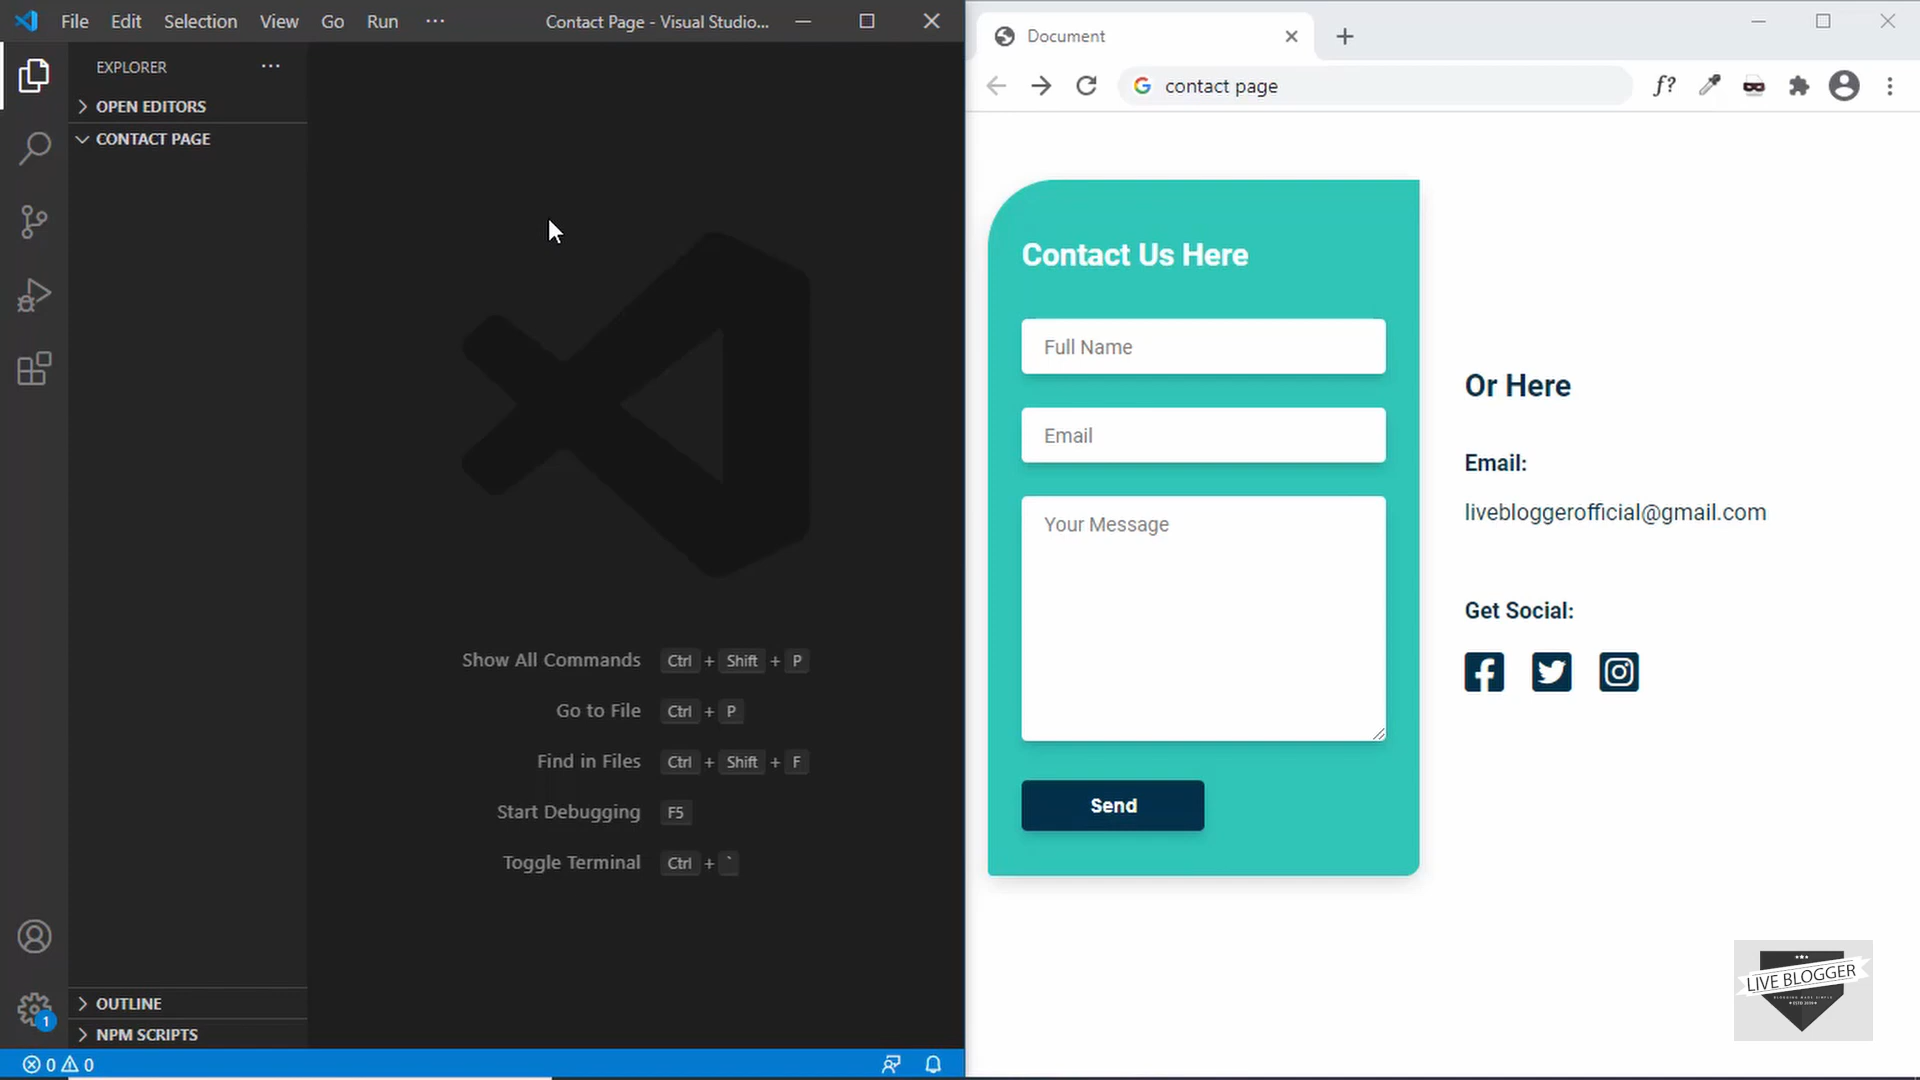 File Edit Selection View Go Run ··· Contact Page - Visual Studio...
EXPLORER ···
OPEN EDITORS
CONTACT PAGE
Show All Commands Ctrl + Shift + P
Go to File Ctrl + P
Find in Files Ctrl + Shift + F
Start Debugging F5
Toggle Terminal Ctrl + `
OUTLINE
NPM SCRIPTS
1
0 0
Document
contact page
f?
Contact Us Here
Full Name
Email
Your Message
Send
Or Here
Email:
livebloggerofficial@gmail.com
Get Social:
LIVE BLOGGER